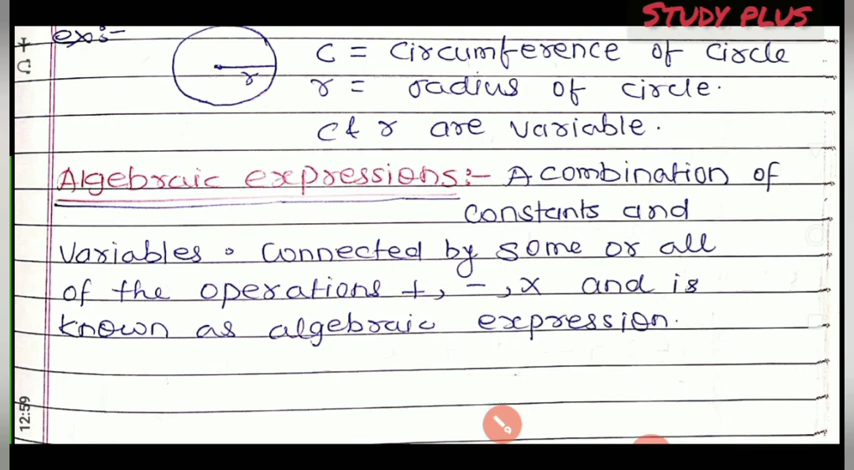 STUDY PLUS
ex:-
C = circumference of circle
r
r = radius of circle.
C & r are variable.
Algebraic expressions:- A combination of
constants and
variables. connected by some or all
of the operations +, -, x and is
known as algebraic expression.
12:59